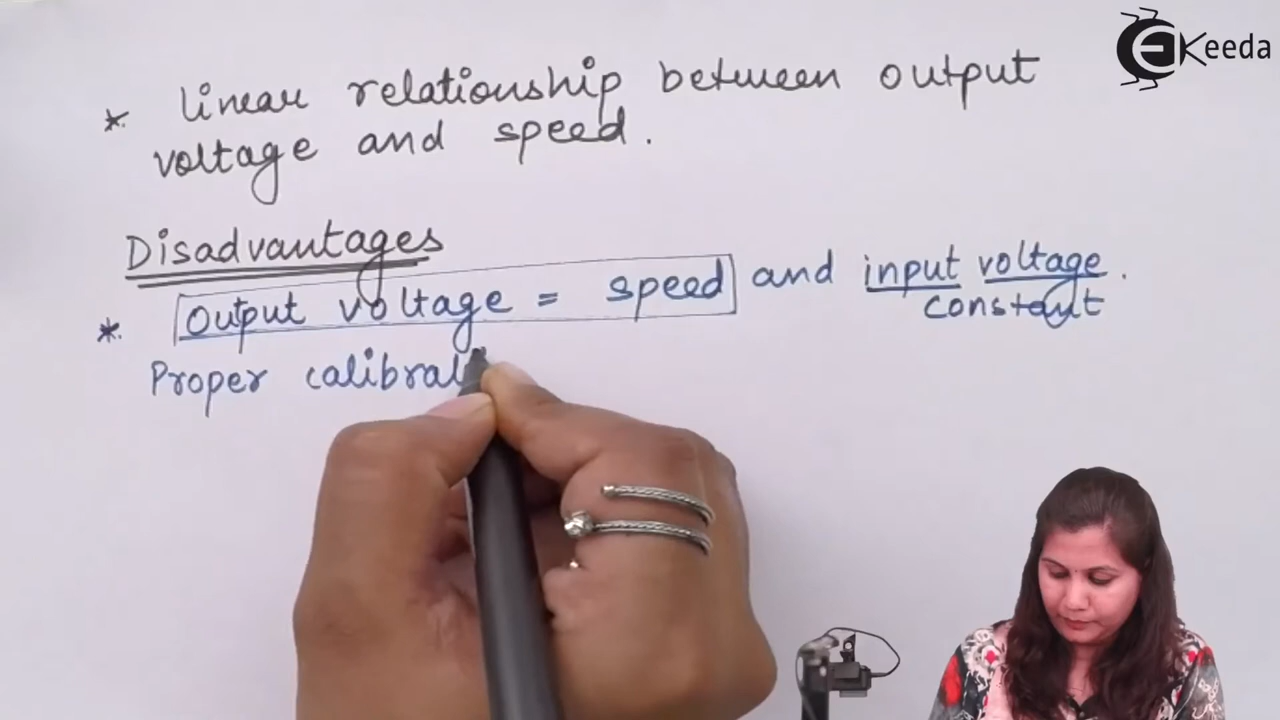 Keeda
* linear relationship between output
voltage and speed.
Disadvantages
* Output voltage = speed and input voltage.
constant
Proper calibrat